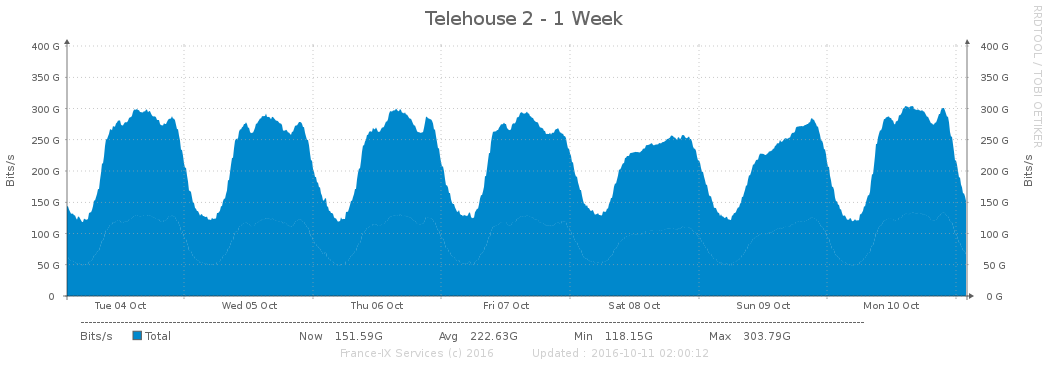 Telehouse 2 - 1 Week
RRDTOOL / TOBI OETIKER
Bits/s
400 G
350 G
300 G
250 G
200 G
150 G
100 G
50 G
0
400 G
350 G
300 G
250 G
200 G
150 G
100 G
50 G
0 G
Bits/s
Tue 04 Oct Wed 05 Oct Thu 06 Oct Fri 07 Oct Sat 08 Oct Sun 09 Oct Mon 10 Oct
Bits/s Total Now 151.59G Avg 222.63G Min 118.15G Max 303.79G
France-IX Services (c) 2016 Updated : 2016-10-11 02:00:12